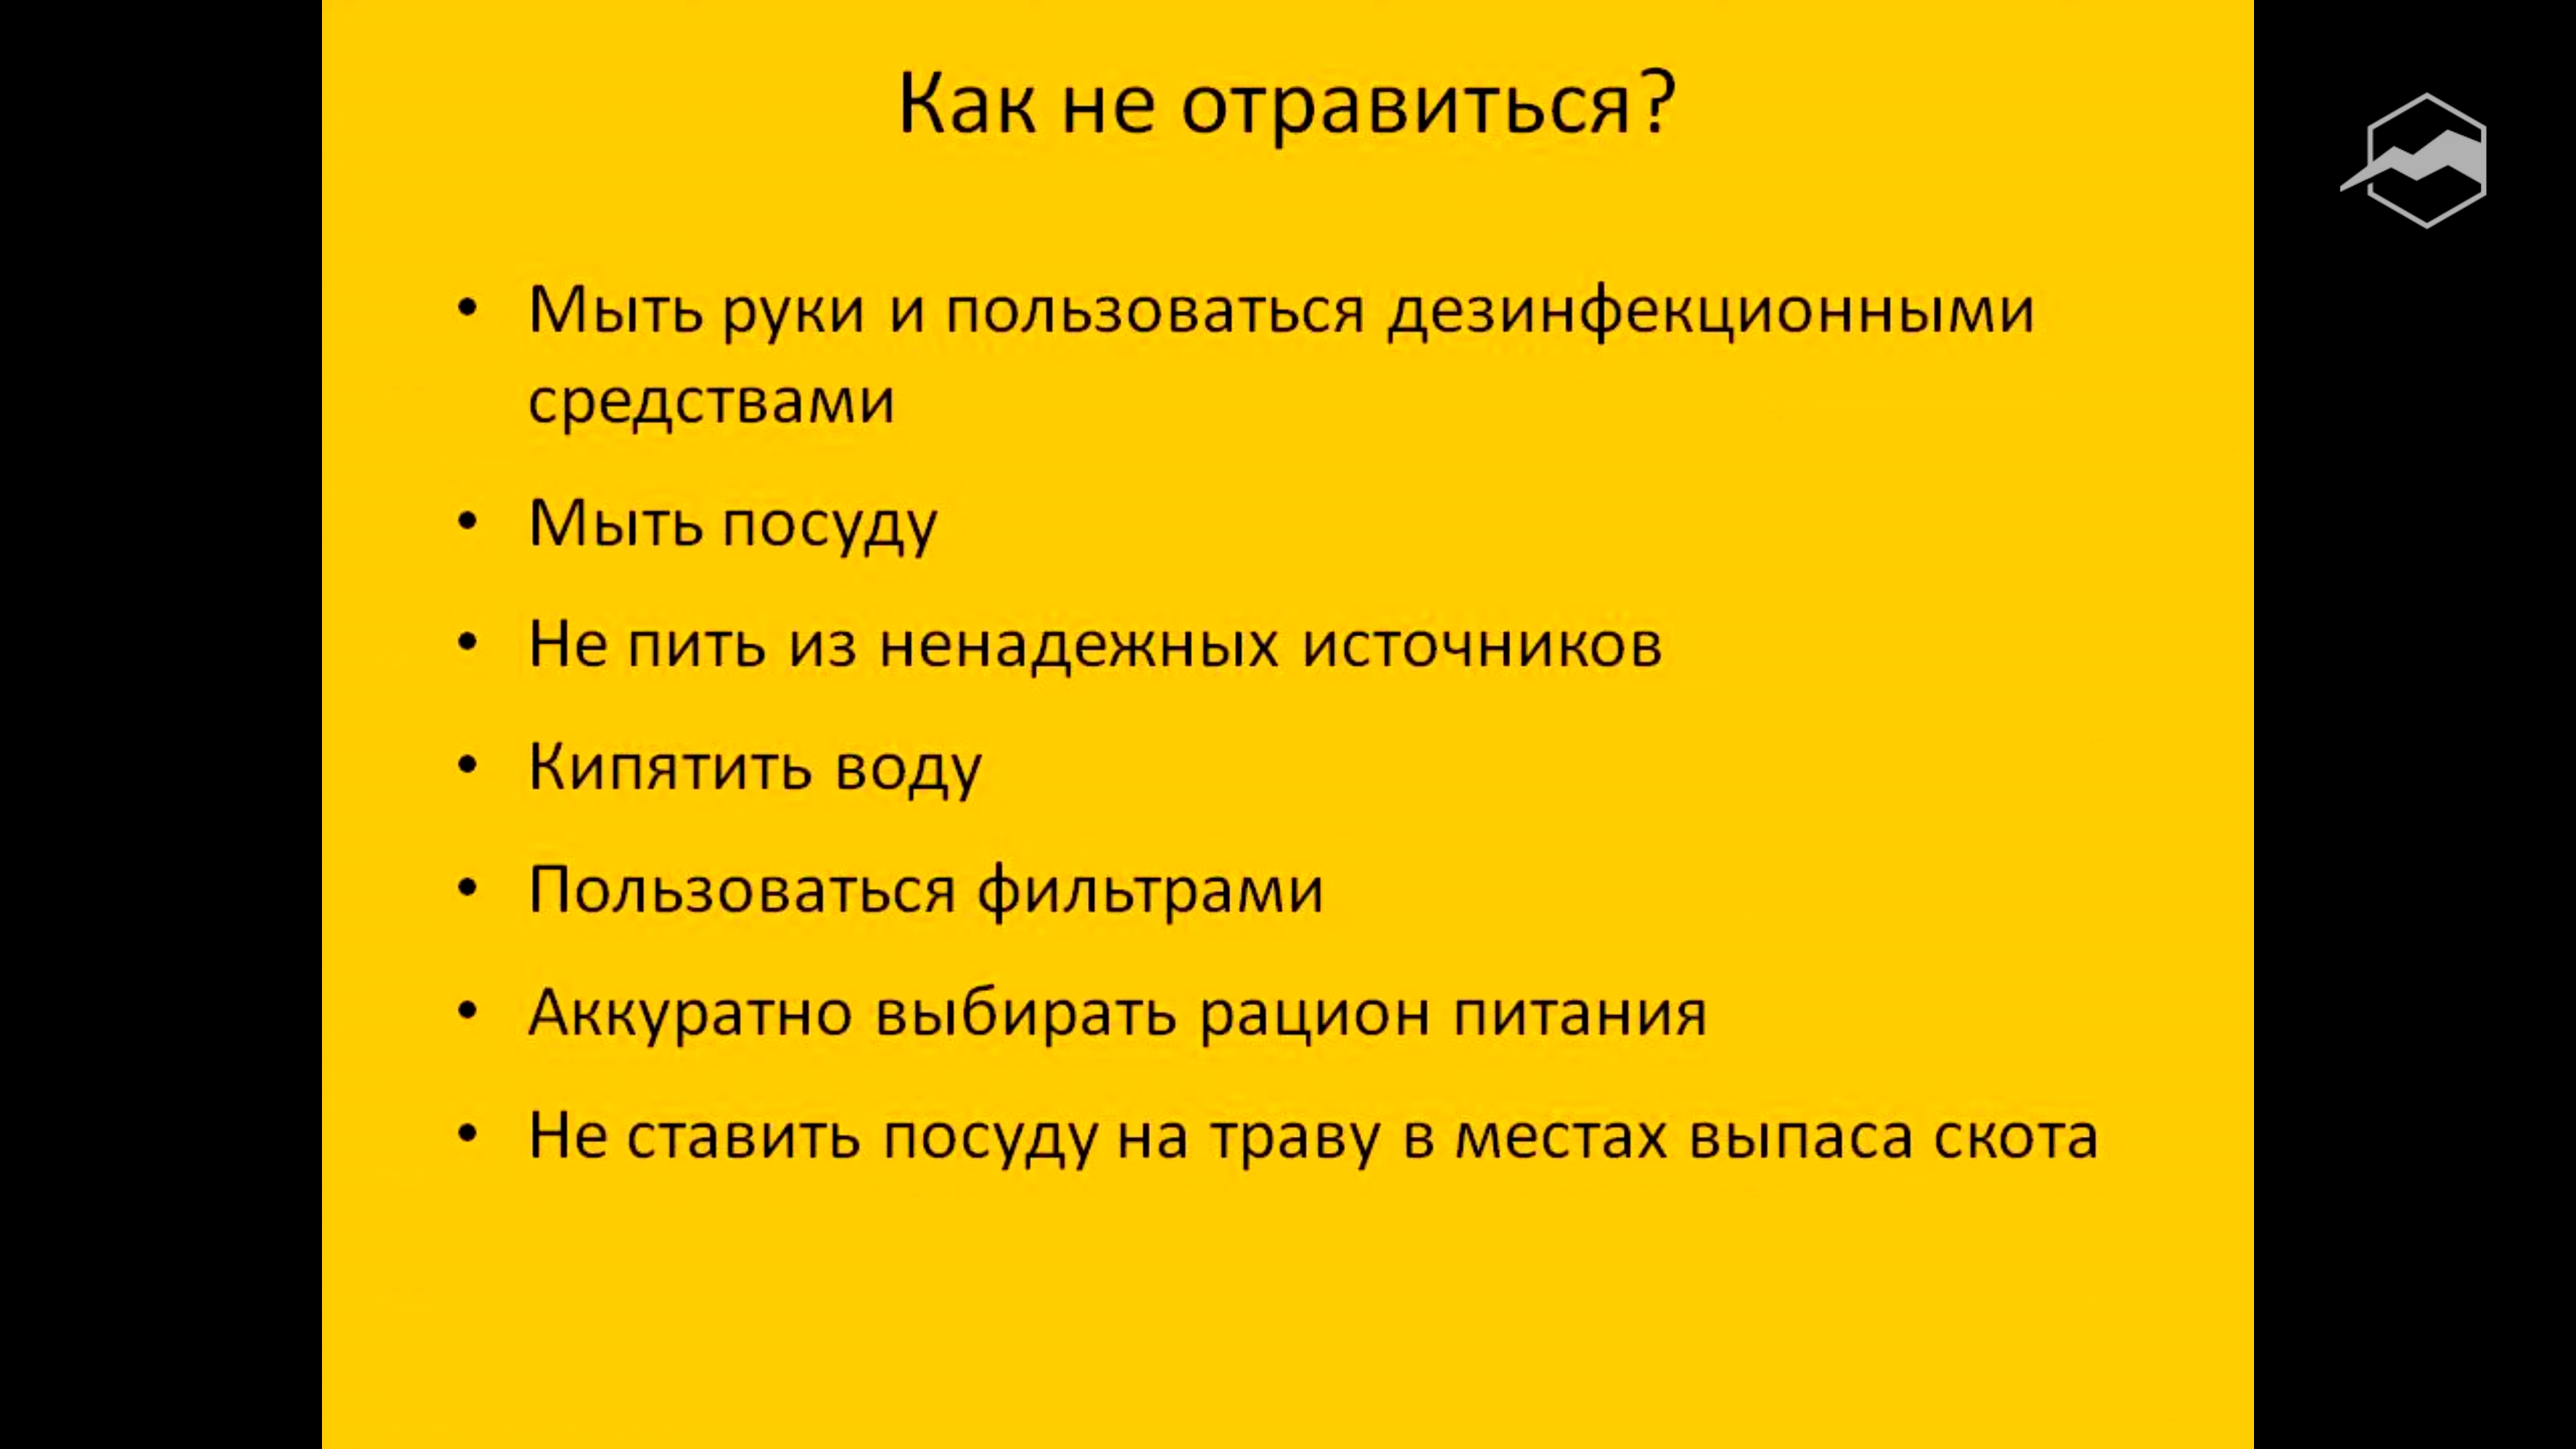 Как не отравиться?
• Мыть руки и пользоваться дезинфекционными
средствами
• Мыть посуду
• Не пить из ненадежных источников
• Кипятить воду
• Пользоваться фильтрами
• Аккуратно выбирать рацион питания
• Не ставить посуду на траву в местах выпаса скота